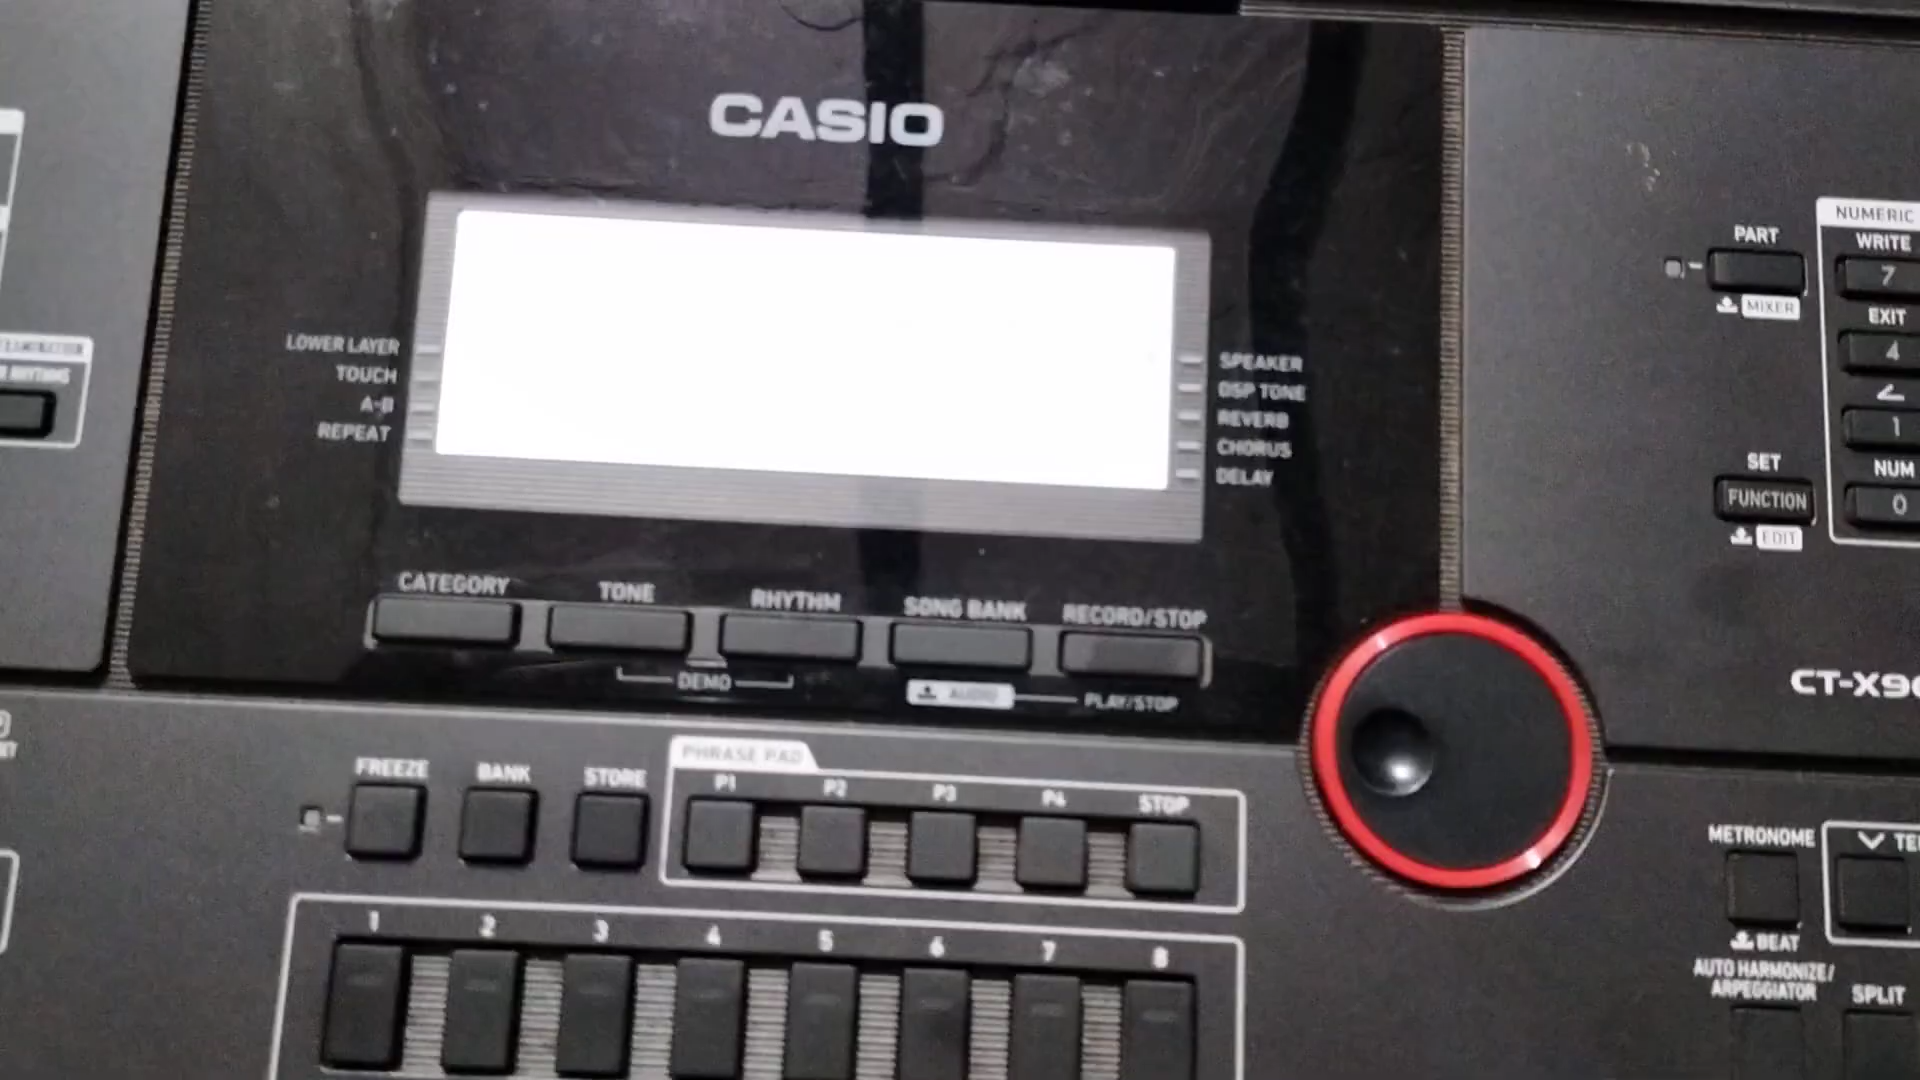 CASIO
LOWER LAYER
TOUCH
A-B
REPEAT
SPEAKER
DSP TONE
REVERB
CHORUS
DELAY
CATEGORY
TONE
RHYTHM
SONG BANK
RECORD/STOP
DEMO
AUDIO
PLAY/STOP
FREEZE
BANK
STORE
PHRASE PAD
P1
P2
P3
P4
STOP
1
2
3
4
5
6
7
8
PART
MIXER
SET
FUNCTION
EDIT
NUMERIC
WRITE
7
EXIT
4
1
NUM
0
CT-X9
METRONOME
BEAT
AUTO HARMONIZE/
ARPEGGIATOR
SPLIT